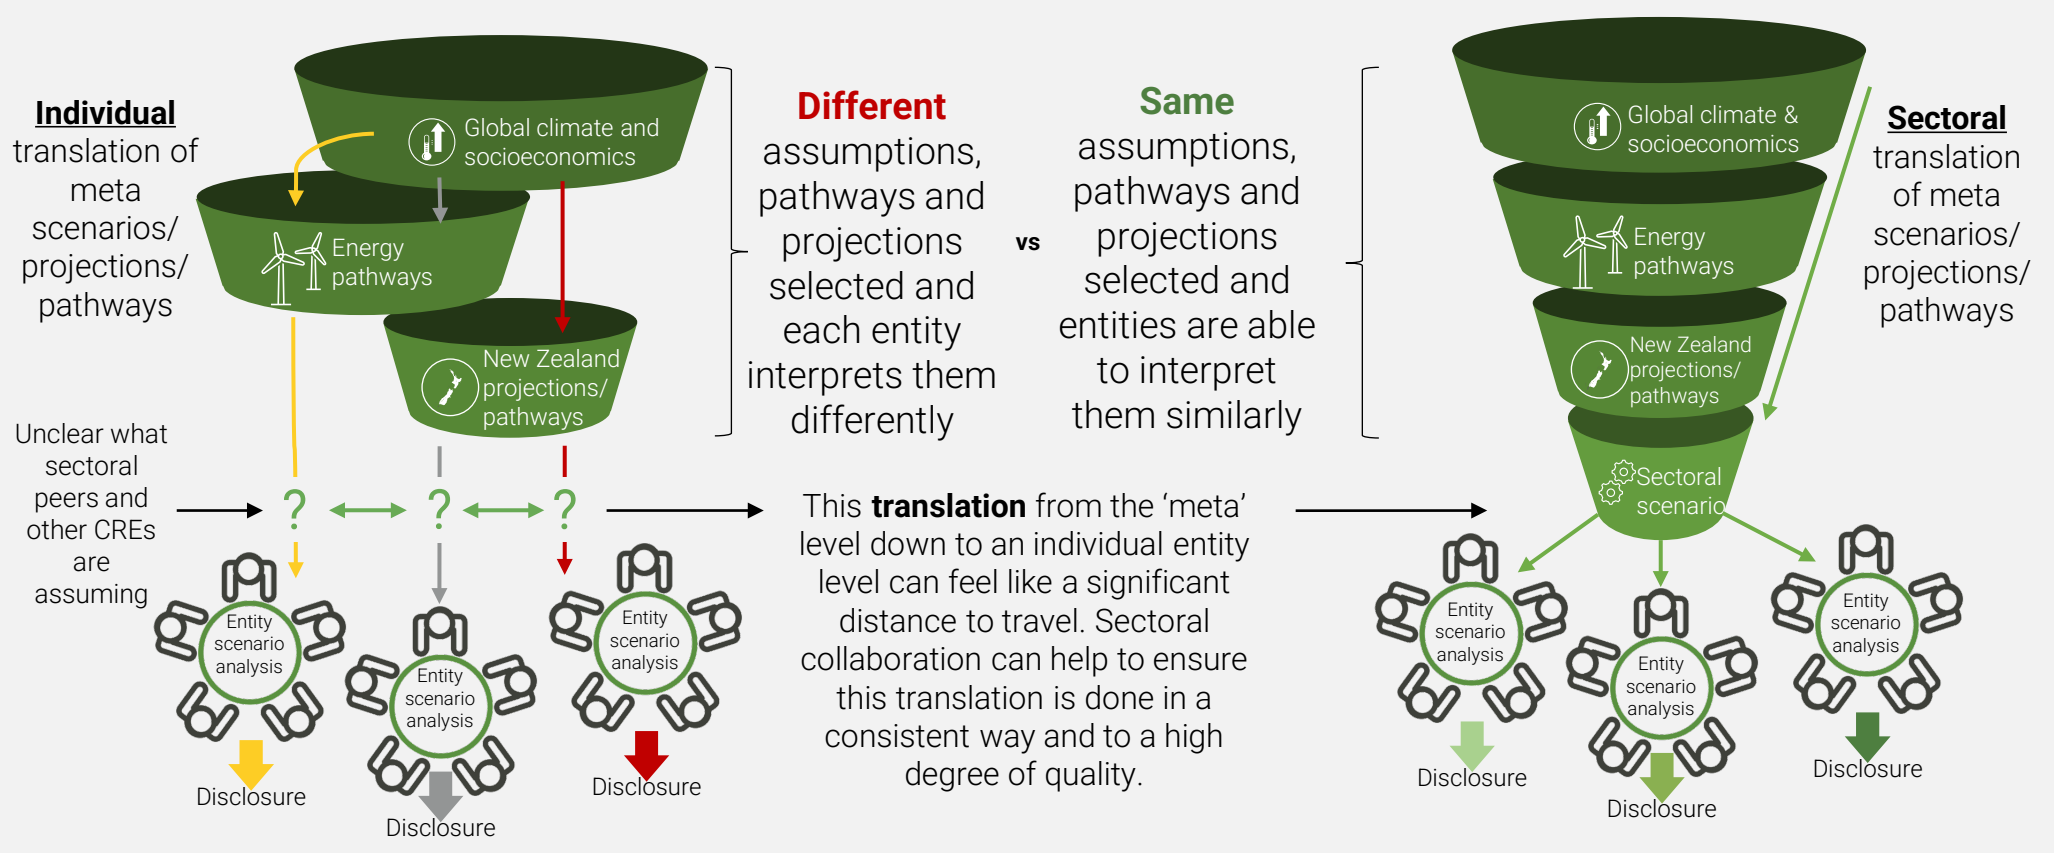 Individual
translation of
meta
scenarios/
projections/
pathways
Global climate and
socioeconomics
Energy
pathways
New Zealand
projections/
pathways
Unclear what
sectoral
peers and
other CREs
are
assuming
?
?
?
Entity
scenario
analysis
Disclosure
Entity
scenario
analysis
Disclosure
Entity
scenario
analysis
Disclosure
Different
assumptions,
pathways and
projections
selected and
each entity
interprets them
differently
vs
Same
assumptions,
pathways and
projections
selected and
entities are able
to interpret
them similarly
This translation from the ‘meta’
level down to an individual entity
level can feel like a significant
distance to travel. Sectoral
collaboration can help to ensure
this translation is done in a
consistent way and to a high
degree of quality.
Global climate &
socioeconomics
Energy
pathways
New Zealand
projections/
pathways
Sectoral
scenario
Sectoral
translation
of meta
scenarios/
projections/
pathways
Entity
scenario
analysis
Disclosure
Entity
scenario
analysis
Disclosure
Entity
scenario
analysis
Disclosure